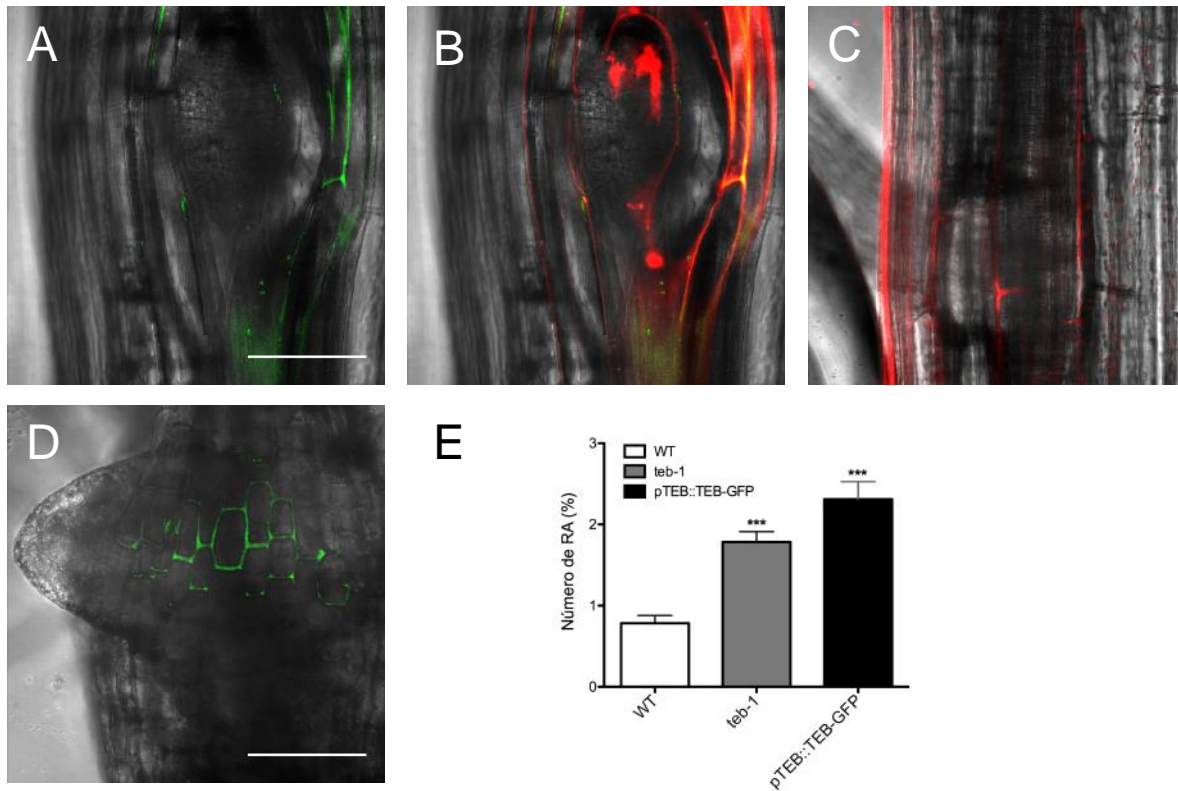 A
B
C
D
E
3
2
1
0
Número de RA (%)
WT
teb-1
pTEB::TEB-GFP
***
***
WT
teb-1
pTEB::TEB-GFP